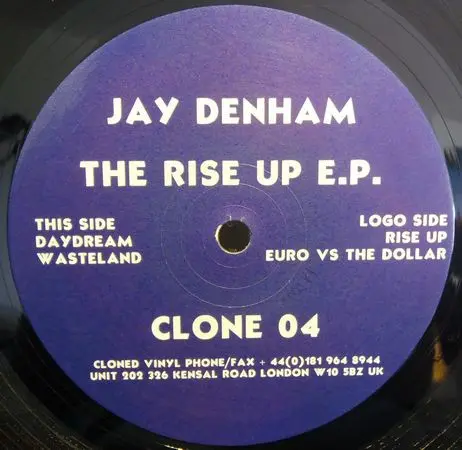 JAY DENHAM
THE RISE UP E.P.
THIS SIDE
DAYDREAM
WASTELAND
LOGO SIDE
RISE UP
EURO VS THE DOLLAR
CLONE 04
CLONED VINYL PHONE/FAX + 44(0)181 964 8944
UNIT 202 326 KENSAL ROAD LONDON W10 5BZ UK